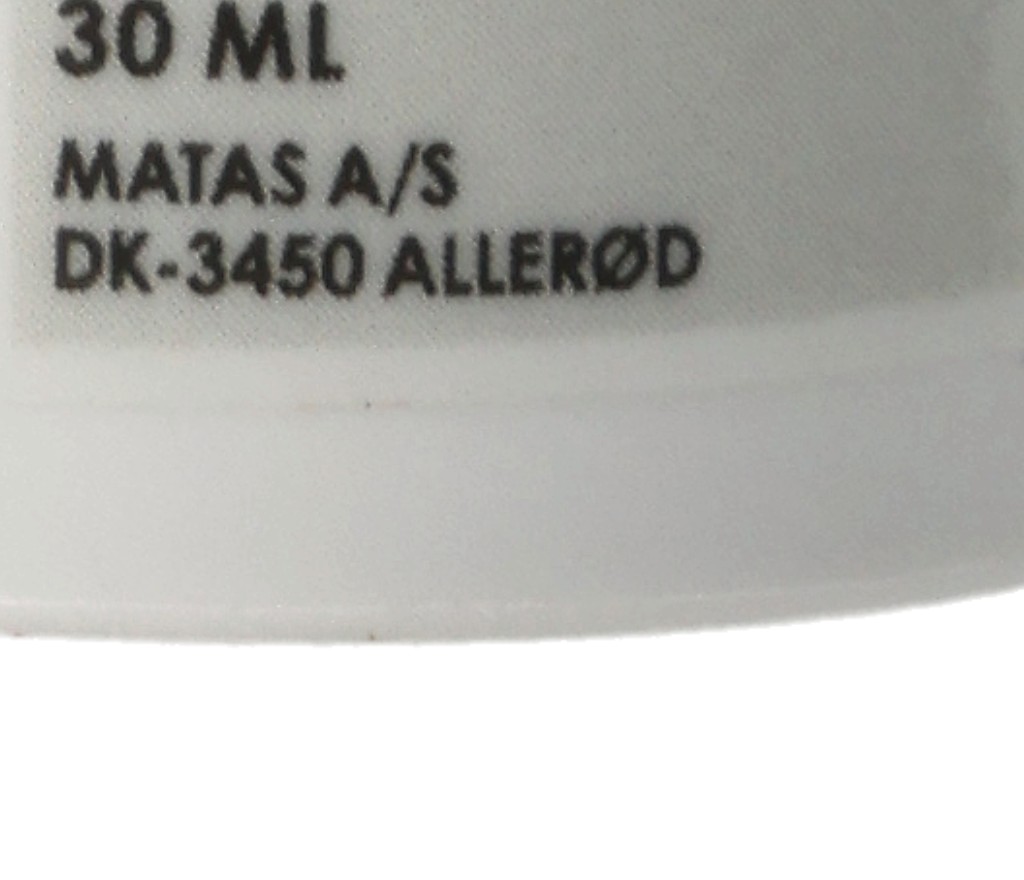 30 ML
MATAS A/S
DK-3450 ALLERØD